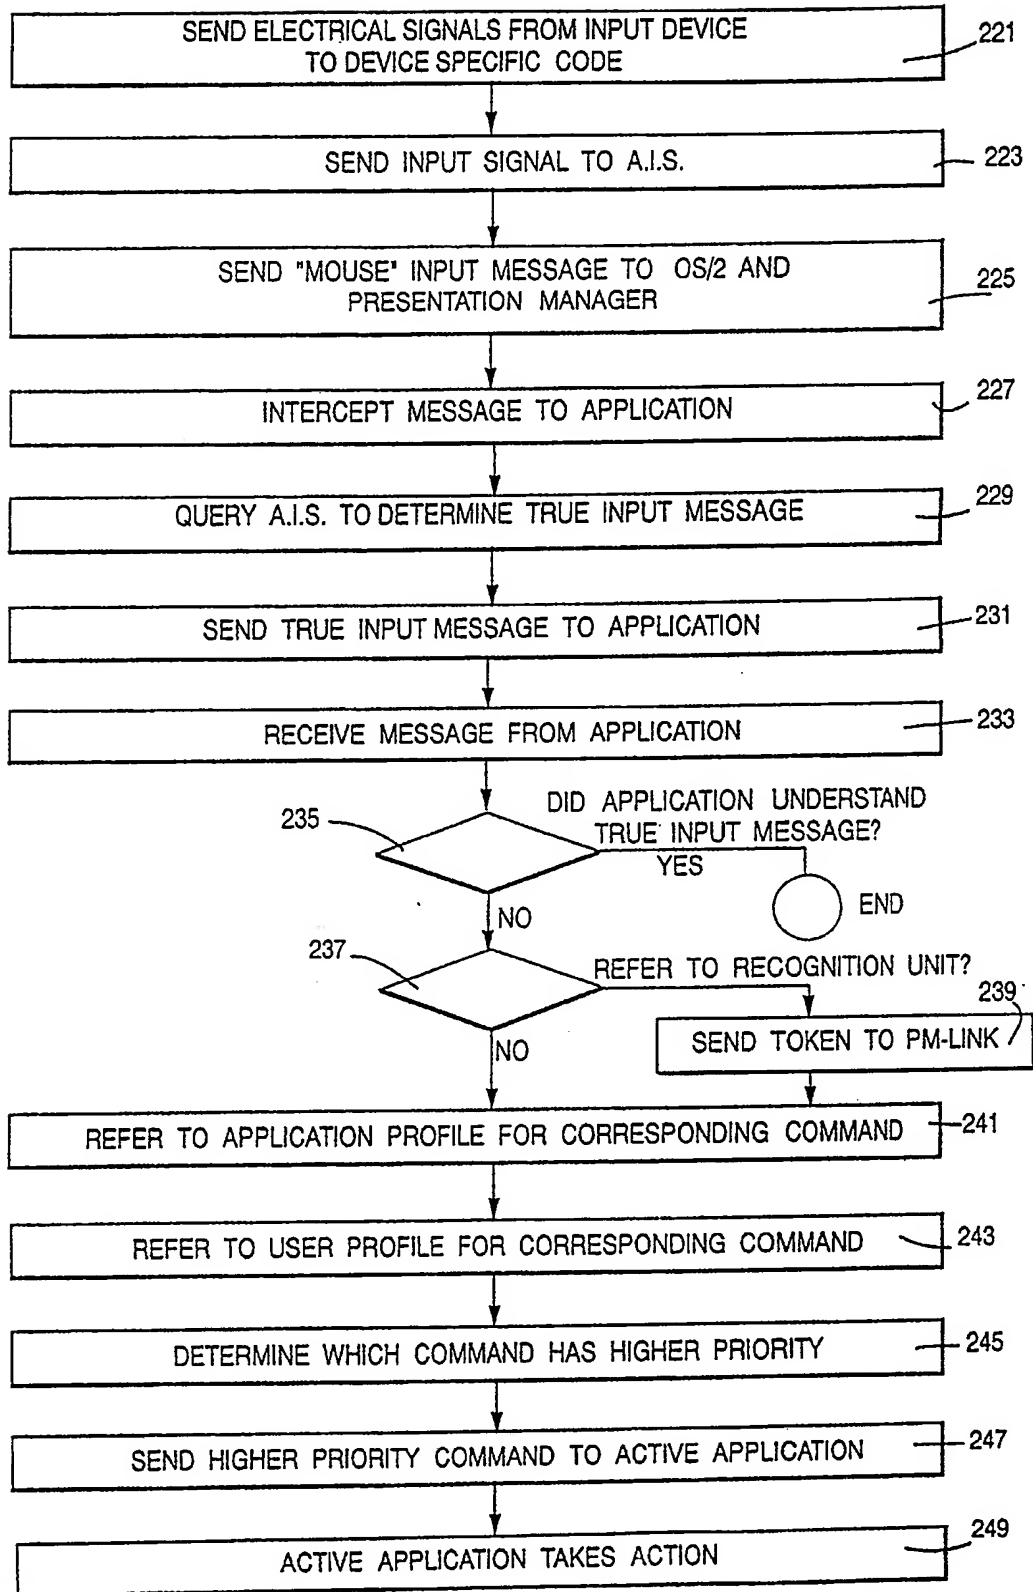 SEND ELECTRICAL SIGNALS FROM INPUT DEVICE
TO DEVICE SPECIFIC CODE
221
SEND INPUT SIGNAL TO A.I.S.
223
SEND "MOUSE" INPUT MESSAGE TO OS/2 AND
PRESENTATION MANAGER
225
INTERCEPT MESSAGE TO APPLICATION
227
QUERY A.I.S. TO DETERMINE TRUE INPUT MESSAGE
229
SEND TRUE INPUT MESSAGE TO APPLICATION
231
RECEIVE MESSAGE FROM APPLICATION
233
DID APPLICATION UNDERSTAND
TRUE INPUT MESSAGE?
235
YES
END
NO
237
REFER TO RECOGNITION UNIT?
239
SEND TOKEN TO PM-LINK
NO
REFER TO APPLICATION PROFILE FOR CORRESPONDING COMMAND
241
REFER TO USER PROFILE FOR CORRESPONDING COMMAND
243
DETERMINE WHICH COMMAND HAS HIGHER PRIORITY
245
SEND HIGHER PRIORITY COMMAND TO ACTIVE APPLICATION
247
ACTIVE APPLICATION TAKES ACTION
249